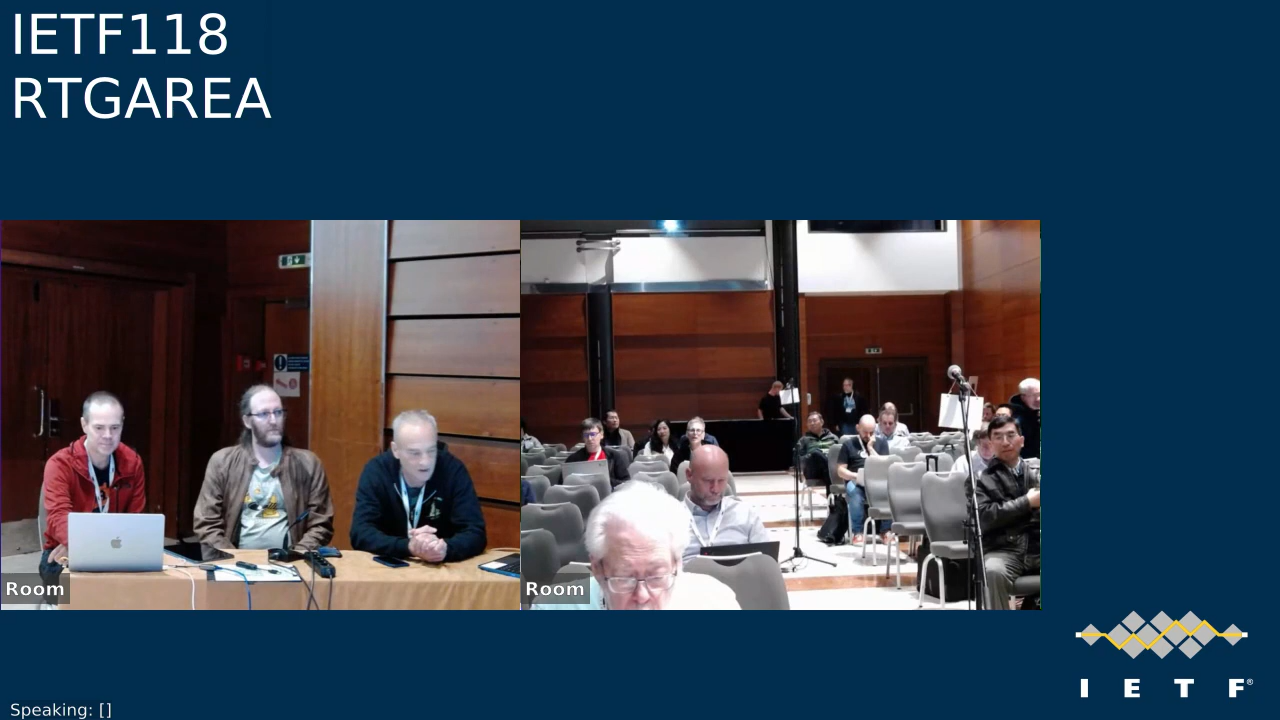 IETF118
RTGAREA
Room
Room
I E T F®
Speaking: []